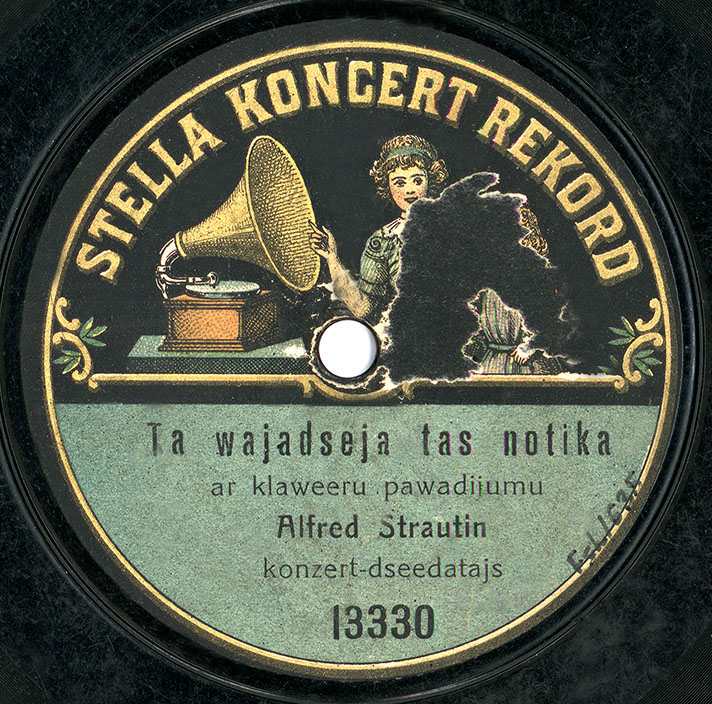 STELLA KONCERT REKORD
Ta wajadseja tas notika
ar klaweeru pawadijumu
Alfred Strautin
konzert-dseedatajs
13330